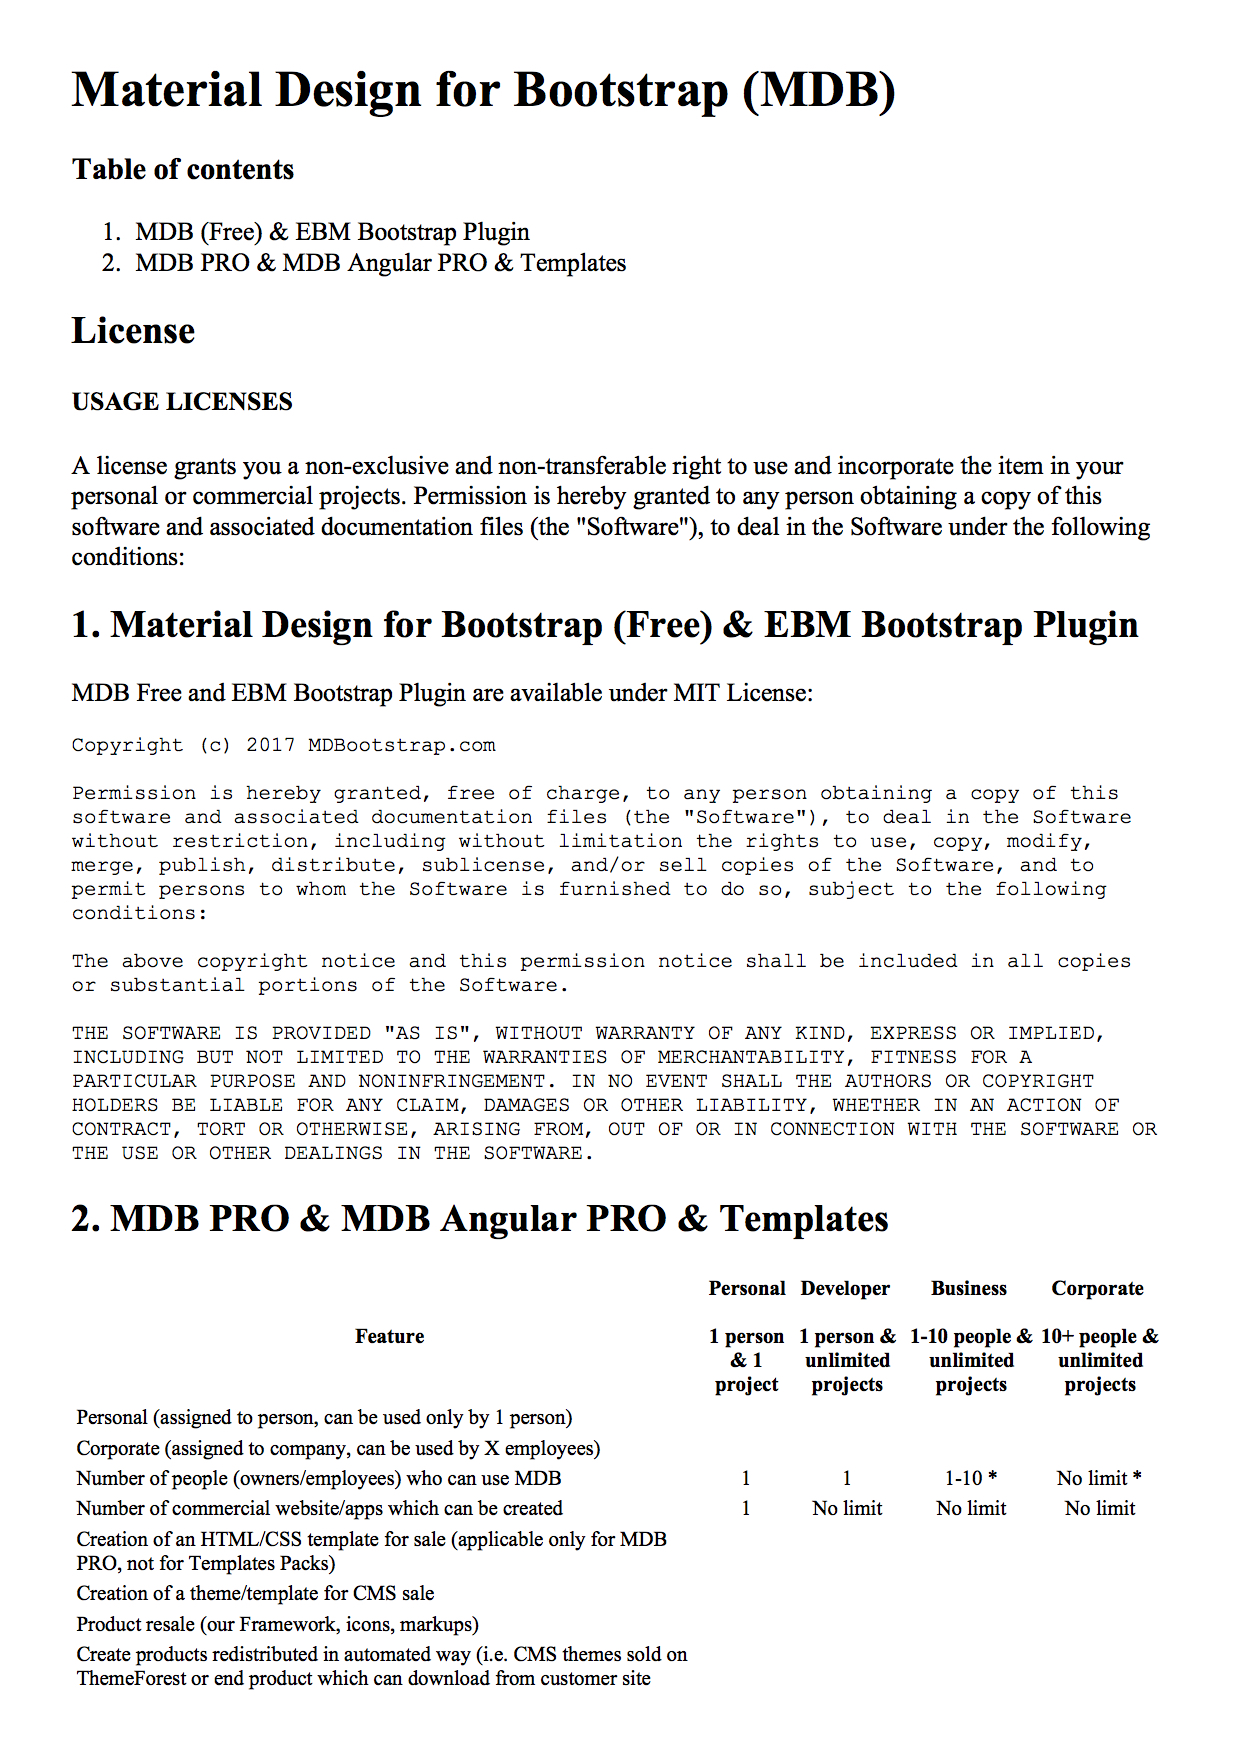 Material Design for Bootstrap (MDB)
Table of contents
1. MDB (Free) & EBM Bootstrap Plugin
2. MDB PRO & MDB Angular PRO & Templates
License
USAGE LICENSES
A license grants you a non-exclusive and non-transferable right to use and incorporate the item in your
personal or commercial projects. Permission is hereby granted to any person obtaining a copy of this
software and associated documentation files (the "Software"), to deal in the Software under the following
conditions:
1. Material Design for Bootstrap (Free) & EBM Bootstrap Plugin
MDB Free and EBM Bootstrap Plugin are available under MIT License:
Copyright (c) 2017 MDBootstrap.com
Permission is hereby granted, free of charge, to any person obtaining a copy of this
software and associated documentation files (the "Software"), to deal in the Software
without restriction, including without limitation the rights to use, copy, modify,
merge, publish, distribute, sublicense, and/or sell copies of the Software, and to
permit persons to whom the Software is furnished to do so, subject to the following
conditions:
The above copyright notice and this permission notice shall be included in all copies
or substantial portions of the Software.
THE SOFTWARE IS PROVIDED "AS IS", WITHOUT WARRANTY OF ANY KIND, EXPRESS OR IMPLIED,
INCLUDING BUT NOT LIMITED TO THE WARRANTIES OF MERCHANTABILITY, FITNESS FOR A
PARTICULAR PURPOSE AND NONINFRINGEMENT. IN NO EVENT SHALL THE AUTHORS OR COPYRIGHT
HOLDERS BE LIABLE FOR ANY CLAIM, DAMAGES OR OTHER LIABILITY, WHETHER IN AN ACTION OF
CONTRACT, TORT OR OTHERWISE, ARISING FROM, OUT OF OR IN CONNECTION WITH THE SOFTWARE OR
THE USE OR OTHER DEALINGS IN THE SOFTWARE.
2. MDB PRO & MDB Angular PRO & Templates
Personal Developer Business Corporate
Feature 1 person 1 person & 1-10 people & 10+ people &
& 1 unlimited unlimited unlimited
project projects projects projects
Personal (assigned to person, can be used only by 1 person)
Corporate (assigned to company, can be used by X employees)
Number of people (owners/employees) who can use MDB 1 1 1-10 * No limit *
Number of commercial website/apps which can be created 1 No limit No limit No limit
Creation of an HTML/CSS template for sale (applicable only for MDB
PRO, not for Templates Packs)
Creation of a theme/template for CMS sale
Product resale (our Framework, icons, markups)
Create products redistributed in automated way (i.e. CMS themes sold on
ThemeForest or end product which can download from customer site